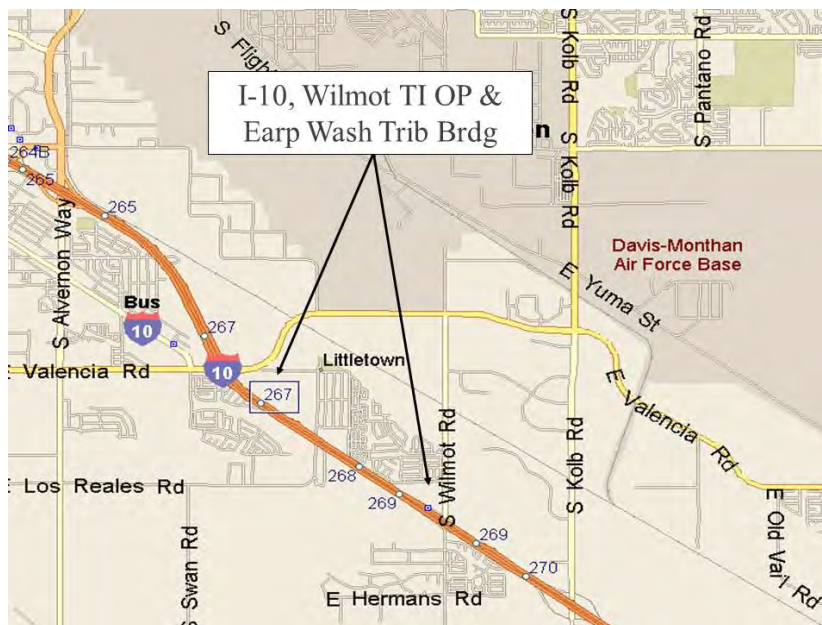 S Flight
S Kolb Rd
S Pantano Rd
I-10, Wilmot TI OP &
Earp Wash Trib Brdg
n
S Kolb Rd
S Kolb Rd
264B
265
265
S Alvernon Way
Davis-Monthan
Air Force Base
E Yuma St
Bus
10
267
E Valencia Rd
10
Littletown
267
E Valencia Rd
S Wilmot Rd
S Kolb Rd
268
E Los Reales Rd
269
E Old Vail Rd
269
S Swan Rd
270
E Hermans Rd